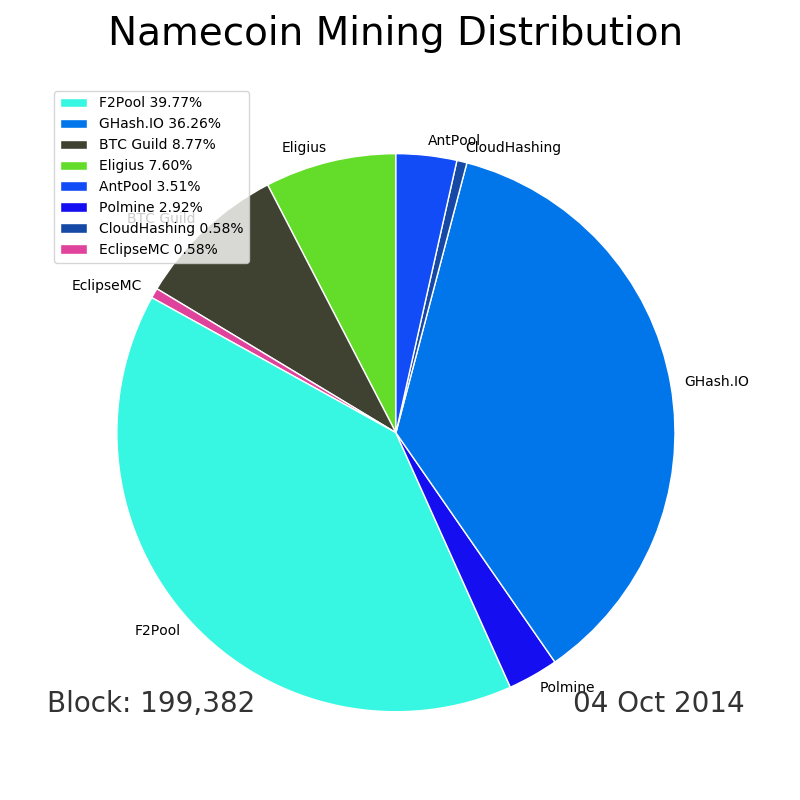 Namecoin Mining Distribution
F2Pool 39.77%
GHash.IO 36.26%
BTC Guild 8.77%
Eligius 7.60%
AntPool 3.51%
Polmine 2.92%
CloudHashing 0.58%
EclipseMC 0.58%
AntPool
CloudHashing
Eligius
BTC Guild
EclipseMC
GHash.IO
F2Pool
Polmine
Block: 199,382
04 Oct 2014